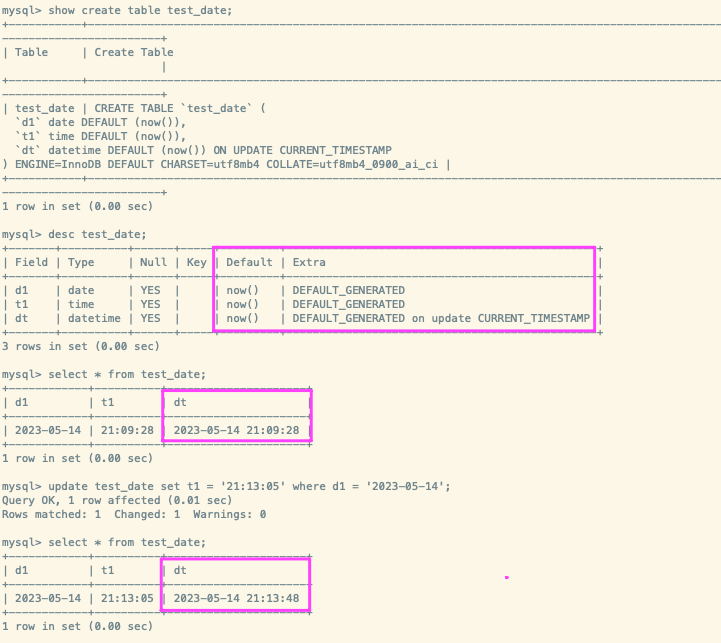 mysql> show create table test_date;
+-----------+------------------------------------------------------------------------------------------------
------------------------+
| Table     | Create Table
                        |
+-----------+------------------------------------------------------------------------------------------------
------------------------+
| test_date | CREATE TABLE `test_date` (
  `d1` date DEFAULT (now()),
  `t1` time DEFAULT (now()),
  `dt` datetime DEFAULT (now()) ON UPDATE CURRENT_TIMESTAMP
) ENGINE=InnoDB DEFAULT CHARSET=utf8mb4 COLLATE=utf8mb4_0900_ai_ci |
+-----------+------------------------------------------------------------------------------------------------
------------------------+
1 row in set (0.00 sec)
mysql> desc test_date;
+-------+----------+------+-----+---------+-----------------------------------------------+
| Field | Type     | Null | Key | Default | Extra                                         |
+-------+----------+------+-----+---------+-----------------------------------------------+
| d1    | date     | YES  |     | now()   | DEFAULT_GENERATED                             |
| t1    | time     | YES  |     | now()   | DEFAULT_GENERATED                             |
| dt    | datetime | YES  |     | now()   | DEFAULT_GENERATED on update CURRENT_TIMESTAMP |
+-------+----------+------+-----+---------+-----------------------------------------------+
3 rows in set (0.00 sec)
mysql> select * from test_date;
+------------+----------+---------------------+
| d1         | t1       | dt                  |
+------------+----------+---------------------+
| 2023-05-14 | 21:09:28 | 2023-05-14 21:09:28 |
+------------+----------+---------------------+
1 row in set (0.00 sec)
mysql> update test_date set t1 = '21:13:05' where d1 = '2023-05-14';
Query OK, 1 row affected (0.01 sec)
Rows matched: 1  Changed: 1  Warnings: 0
mysql> select * from test_date;
+------------+----------+---------------------+
| d1         | t1       | dt                  |
+------------+----------+---------------------+
| 2023-05-14 | 21:13:05 | 2023-05-14 21:13:48 |
+------------+----------+---------------------+
1 row in set (0.00 sec)